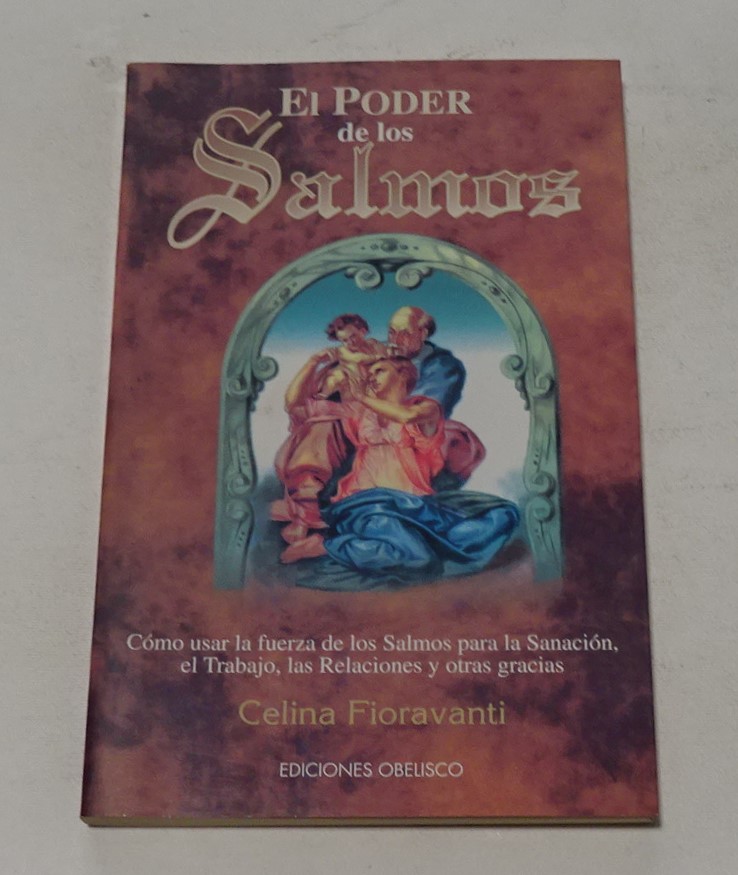 El PODER
de los
Salmos
Cómo usar la fuerza de los Salmos para la Sanación,
el Trabajo, las Relaciones y otras gracias
Celina Fioravanti
EDICIONES OBELISCO